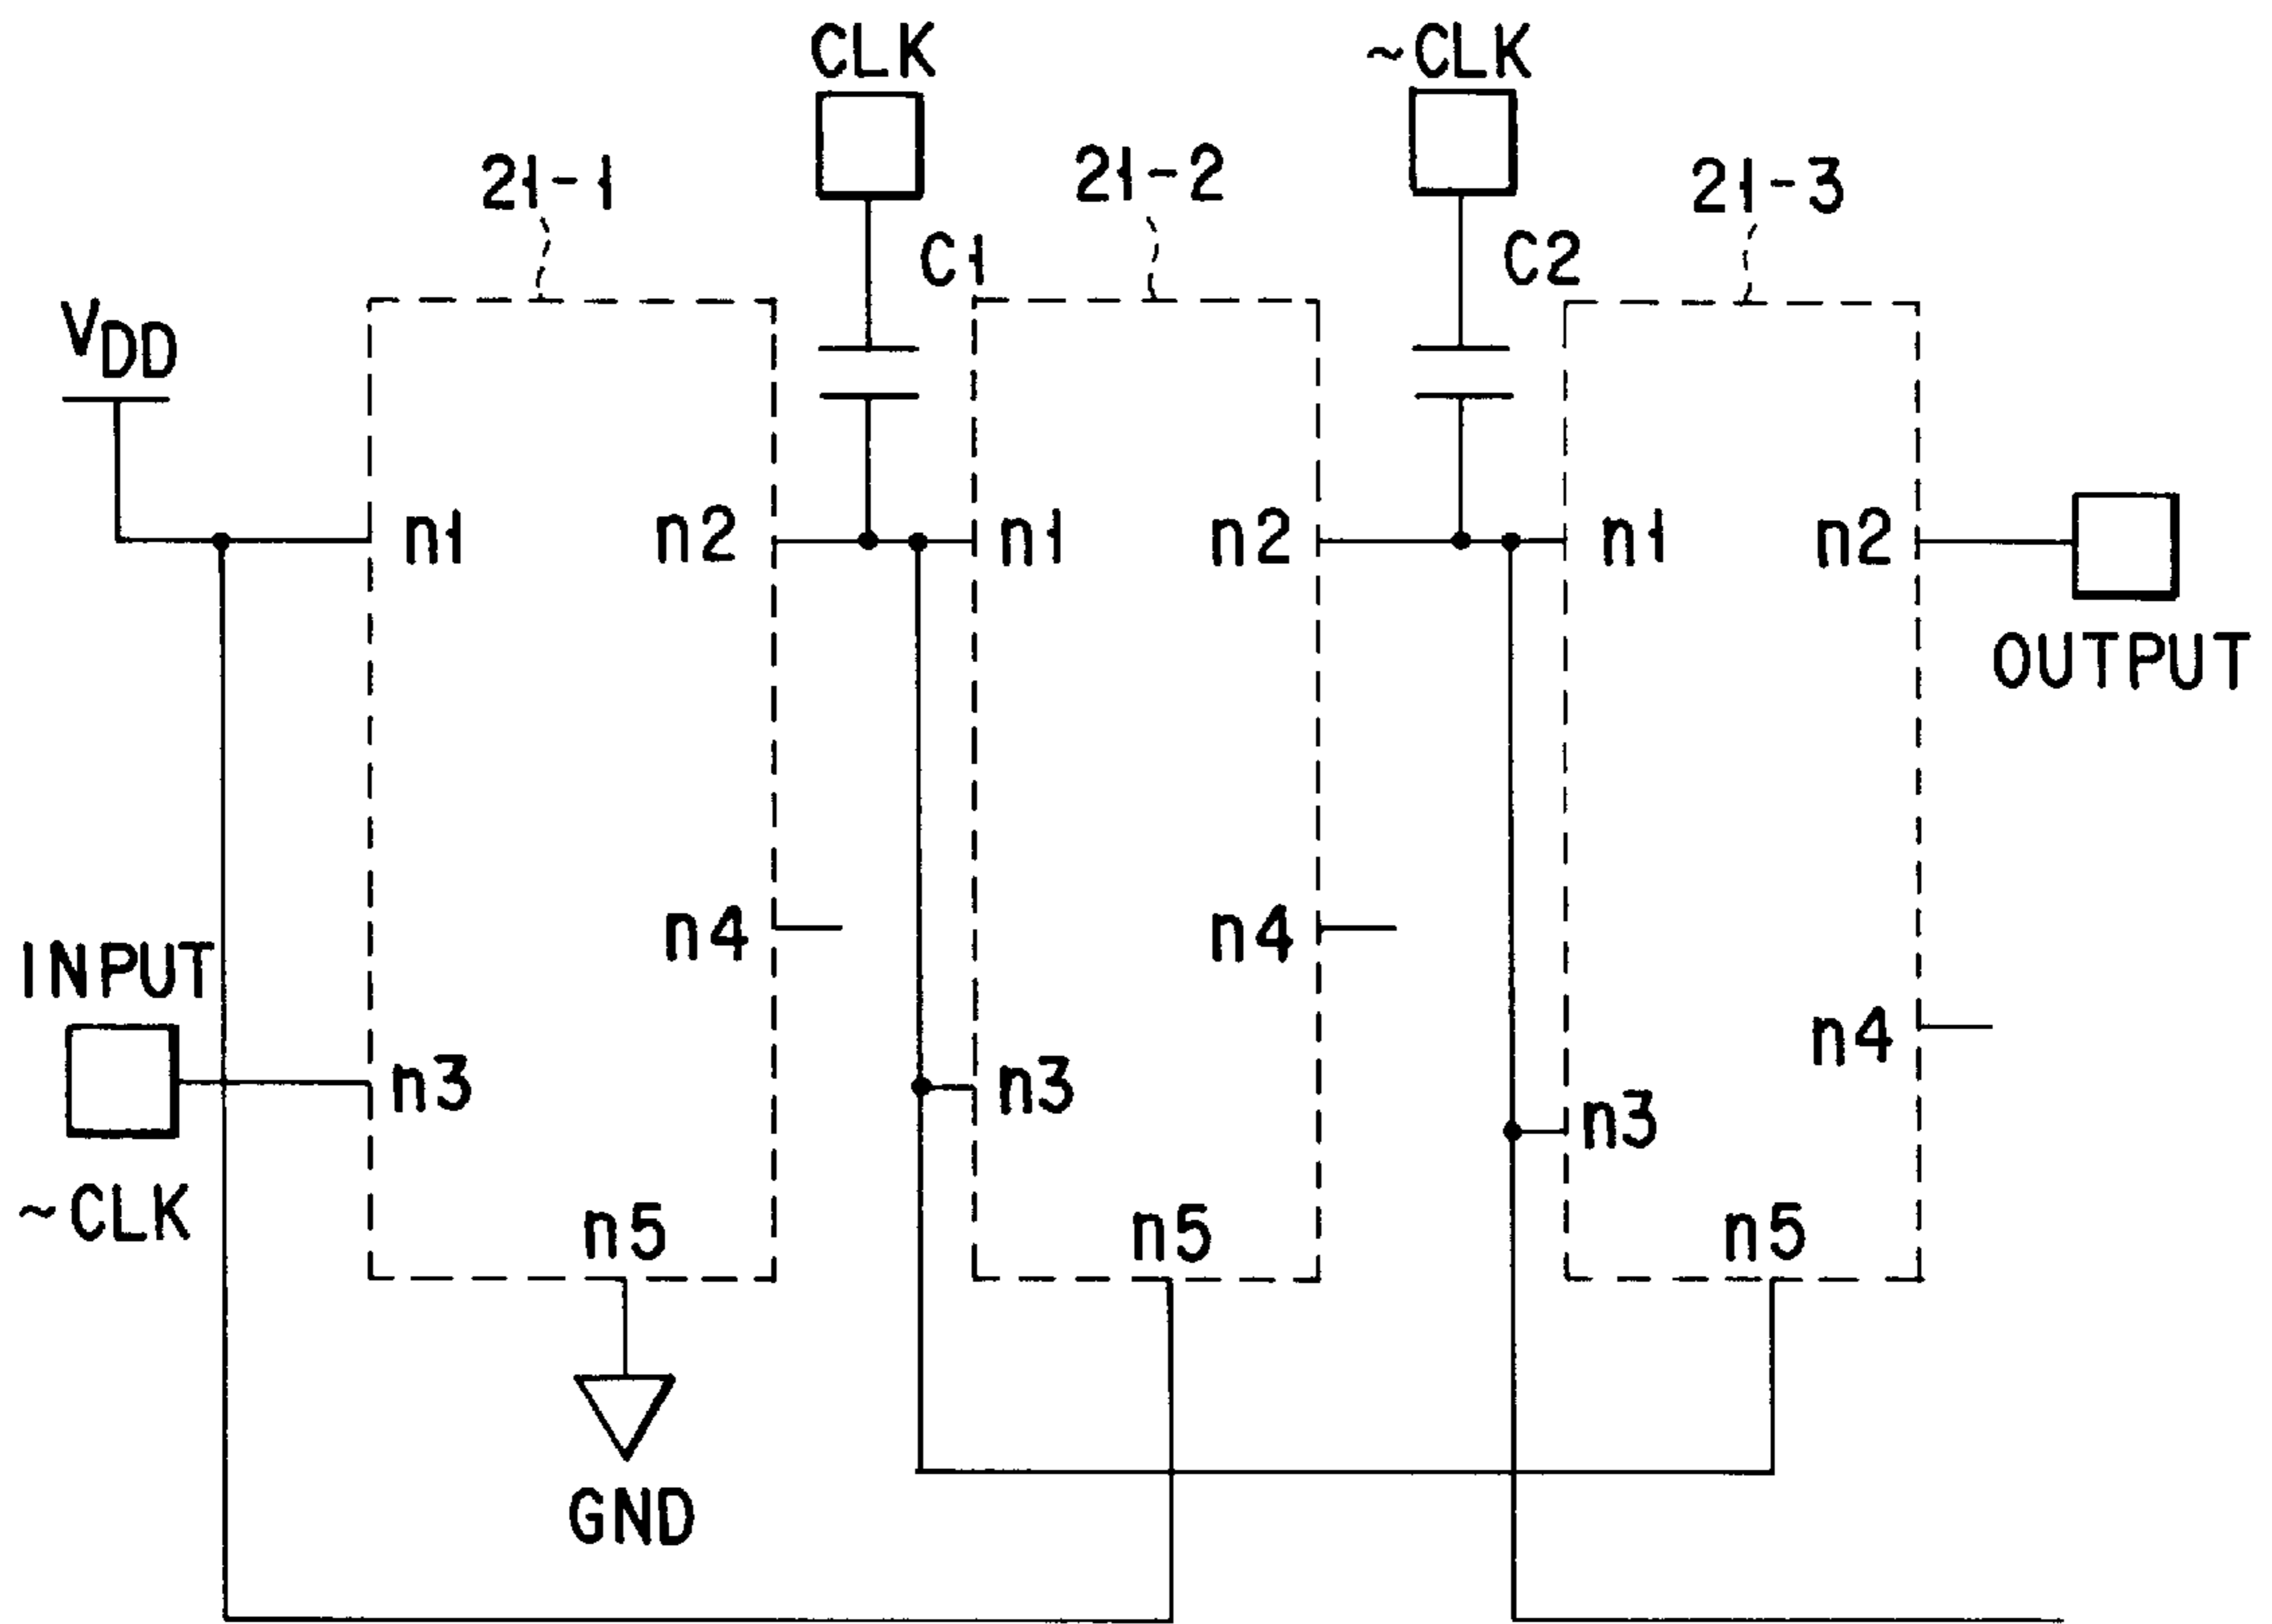 CLK
~CLK
21-1
21-2
21-3
C1
C2
VDD
n1
n2
n1
n2
n1
n2
OUTPUT
n4
n4
INPUT
n4
n3
n3
n3
~CLK
n5
n5
n5
GND